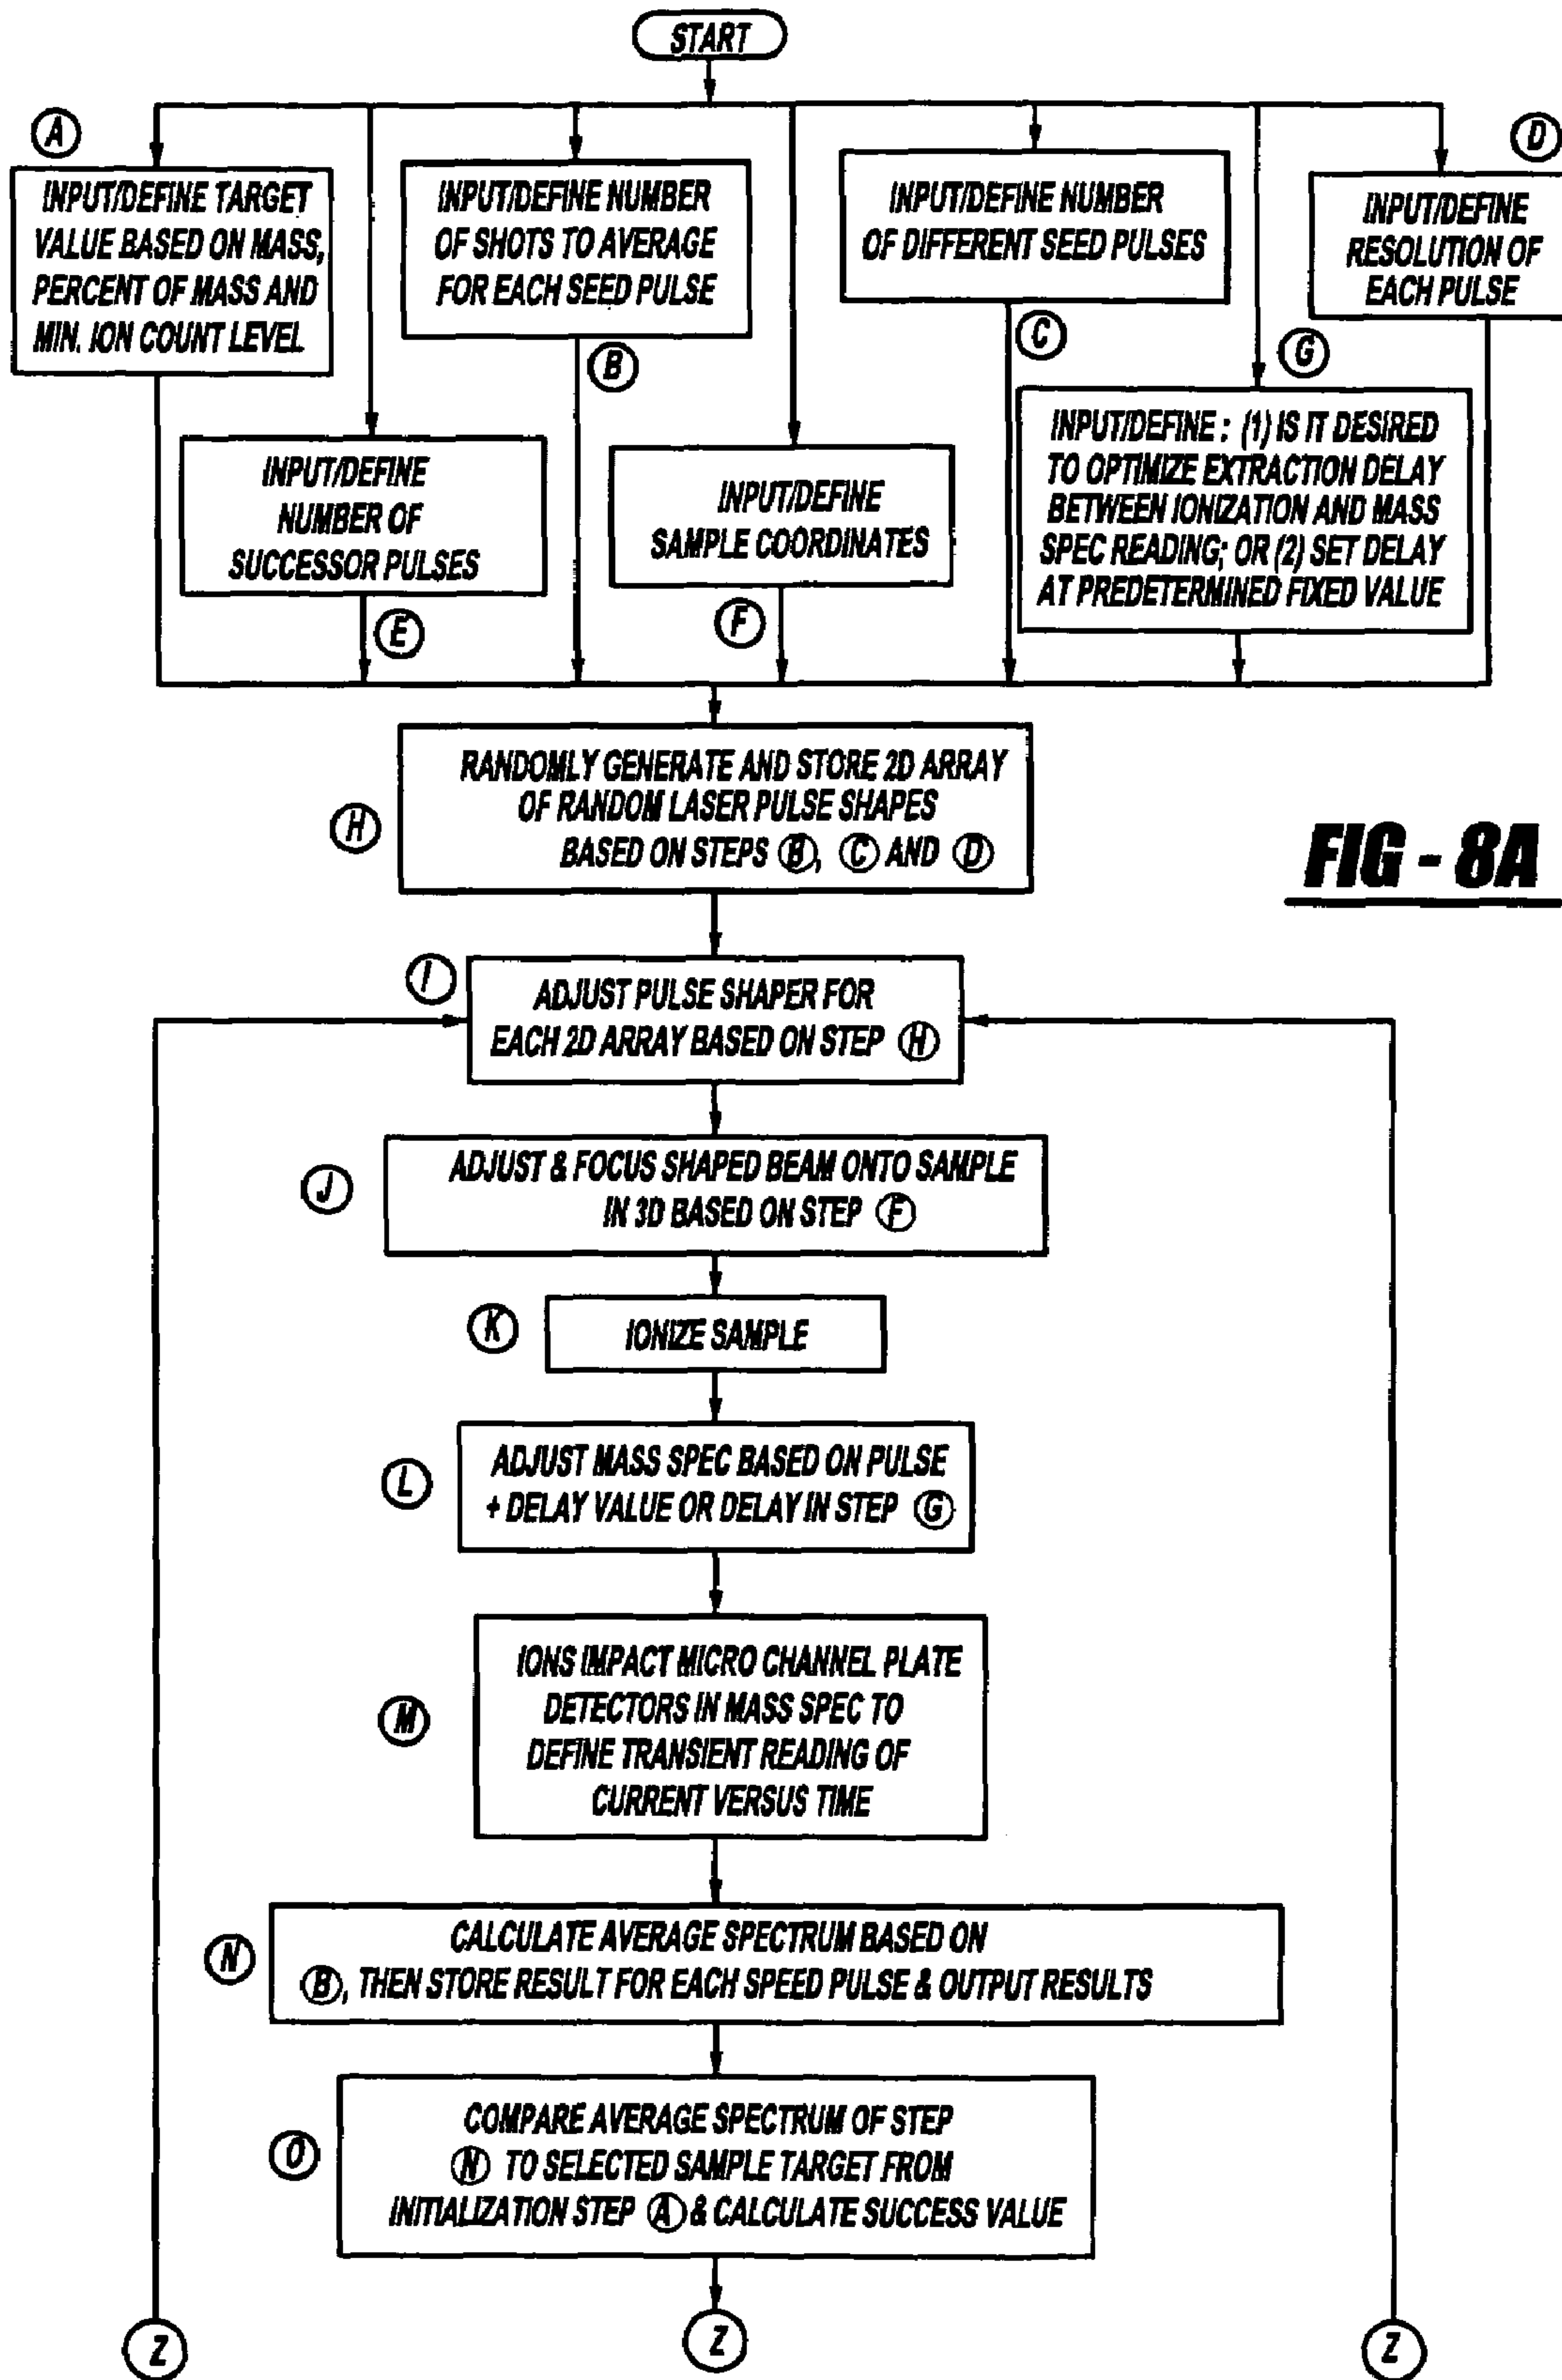 START
A
INPUT/DEFINE TARGET
VALUE BASED ON MASS,
PERCENT OF MASS AND
MIN. ION COUNT LEVEL
INPUT/DEFINE NUMBER
OF SHOTS TO AVERAGE
FOR EACH SEED PULSE
B
INPUT/DEFINE NUMBER
OF DIFFERENT SEED PULSES
C
D
INPUT/DEFINE
RESOLUTION OF
EACH PULSE
INPUT/DEFINE
NUMBER OF
SUCCESSOR PULSES
E
INPUT/DEFINE
SAMPLE COORDINATES
F
G
INPUT/DEFINE : (1) IS IT DESIRED
TO OPTIMIZE EXTRACTION DELAY
BETWEEN IONIZATION AND MASS
SPEC READING; OR (2) SET DELAY
AT PREDETERMINED FIXED VALUE
H
RANDOMLY GENERATE AND STORE 2D ARRAY
OF RANDOM LASER PULSE SHAPES
BASED ON STEPS B, C AND D
FIG - 8A
I
ADJUST PULSE SHAPER FOR
EACH 2D ARRAY BASED ON STEP H
J
ADJUST & FOCUS SHAPED BEAM ONTO SAMPLE
IN 3D BASED ON STEP F
K
IONIZE SAMPLE
L
ADJUST MASS SPEC BASED ON PULSE
+ DELAY VALUE OR DELAY IN STEP G
M
IONS IMPACT MICRO CHANNEL PLATE
DETECTORS IN MASS SPEC TO
DEFINE TRANSIENT READING OF
CURRENT VERSUS TIME
N
CALCULATE AVERAGE SPECTRUM BASED ON
B, THEN STORE RESULT FOR EACH SPEED PULSE & OUTPUT RESULTS
O
COMPARE AVERAGE SPECTRUM OF STEP
N TO SELECTED SAMPLE TARGET FROM
INITIALIZATION STEP A & CALCULATE SUCCESS VALUE
Z
Z
Z